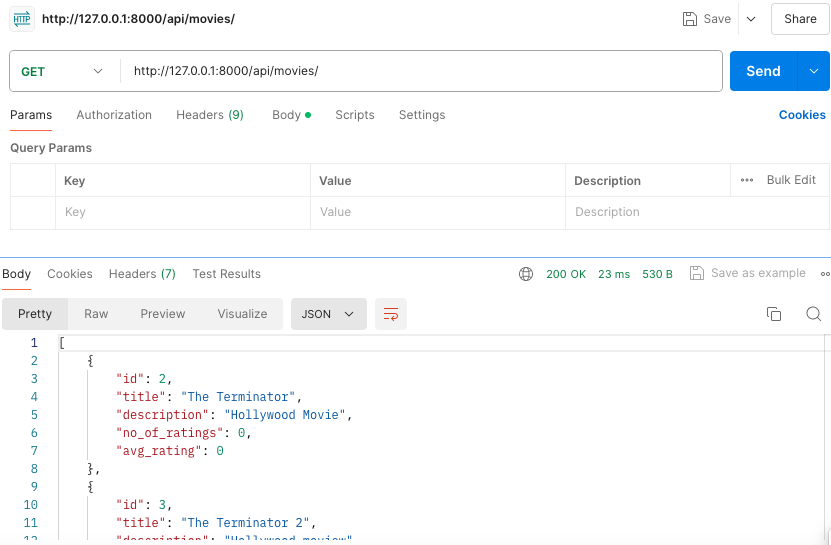 HTTP http://127.0.0.1:8000/api/movies/ Save Share
GET http://127.0.0.1:8000/api/movies/ Send
Params Authorization Headers (9) Body Scripts Settings Cookies
Query Params
Key Value Description ••• Bulk Edit
Key Value Description
Body Cookies Headers (7) Test Results 200 OK 23 ms 530 B Save as example
Pretty Raw Preview Visualize JSON
1 [
2 {
3 "id": 2,
4 "title": "The Terminator",
5 "description": "Hollywood Movie",
6 "no_of_ratings": 0,
7 "avg_rating": 0
8 },
9 {
10 "id": 3,
11 "title": "The Terminator 2",
12 "description": "Hollywood moview"